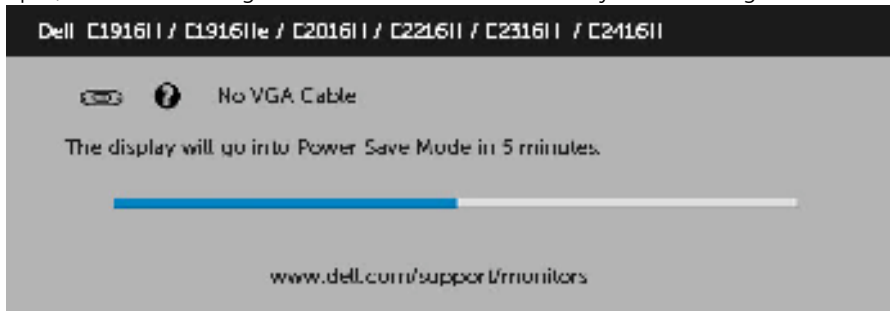 Dell E1916H / E1916He / E2016H / E2216H / E2316H / E2416H
No VGA Cable
The display will go into Power Save Mode in 5 minutes.
www.dell.com/support/monitors